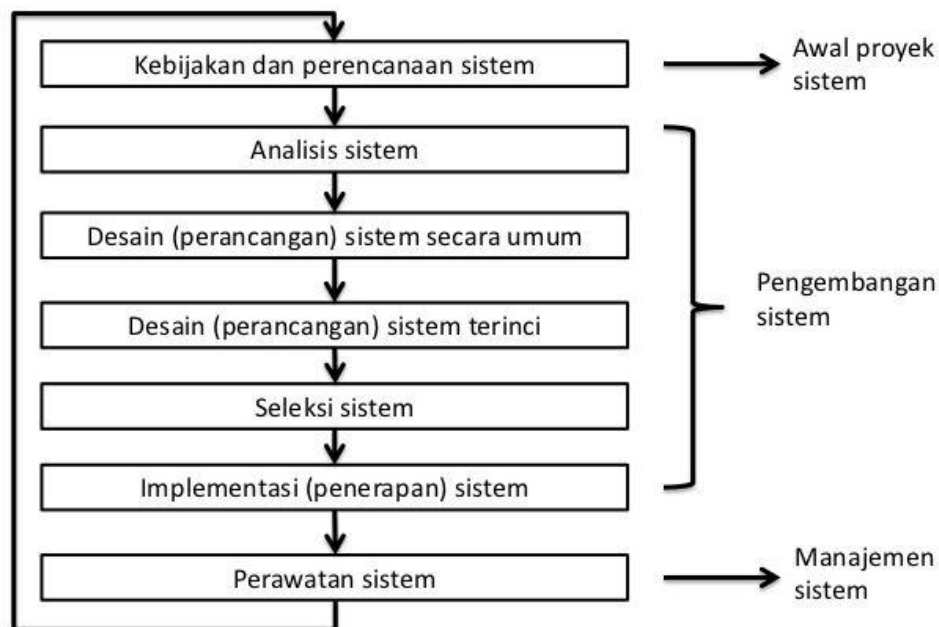 Kebijakan dan perencanaan sistem
Awal proyek
sistem
Analisis sistem
Desain (perancangan) sistem secara umum
Desain (perancangan) sistem terinci
Pengembangan
sistem
Seleksi sistem
Implementasi (penerapan) sistem
Perawatan sistem
Manajemen
sistem